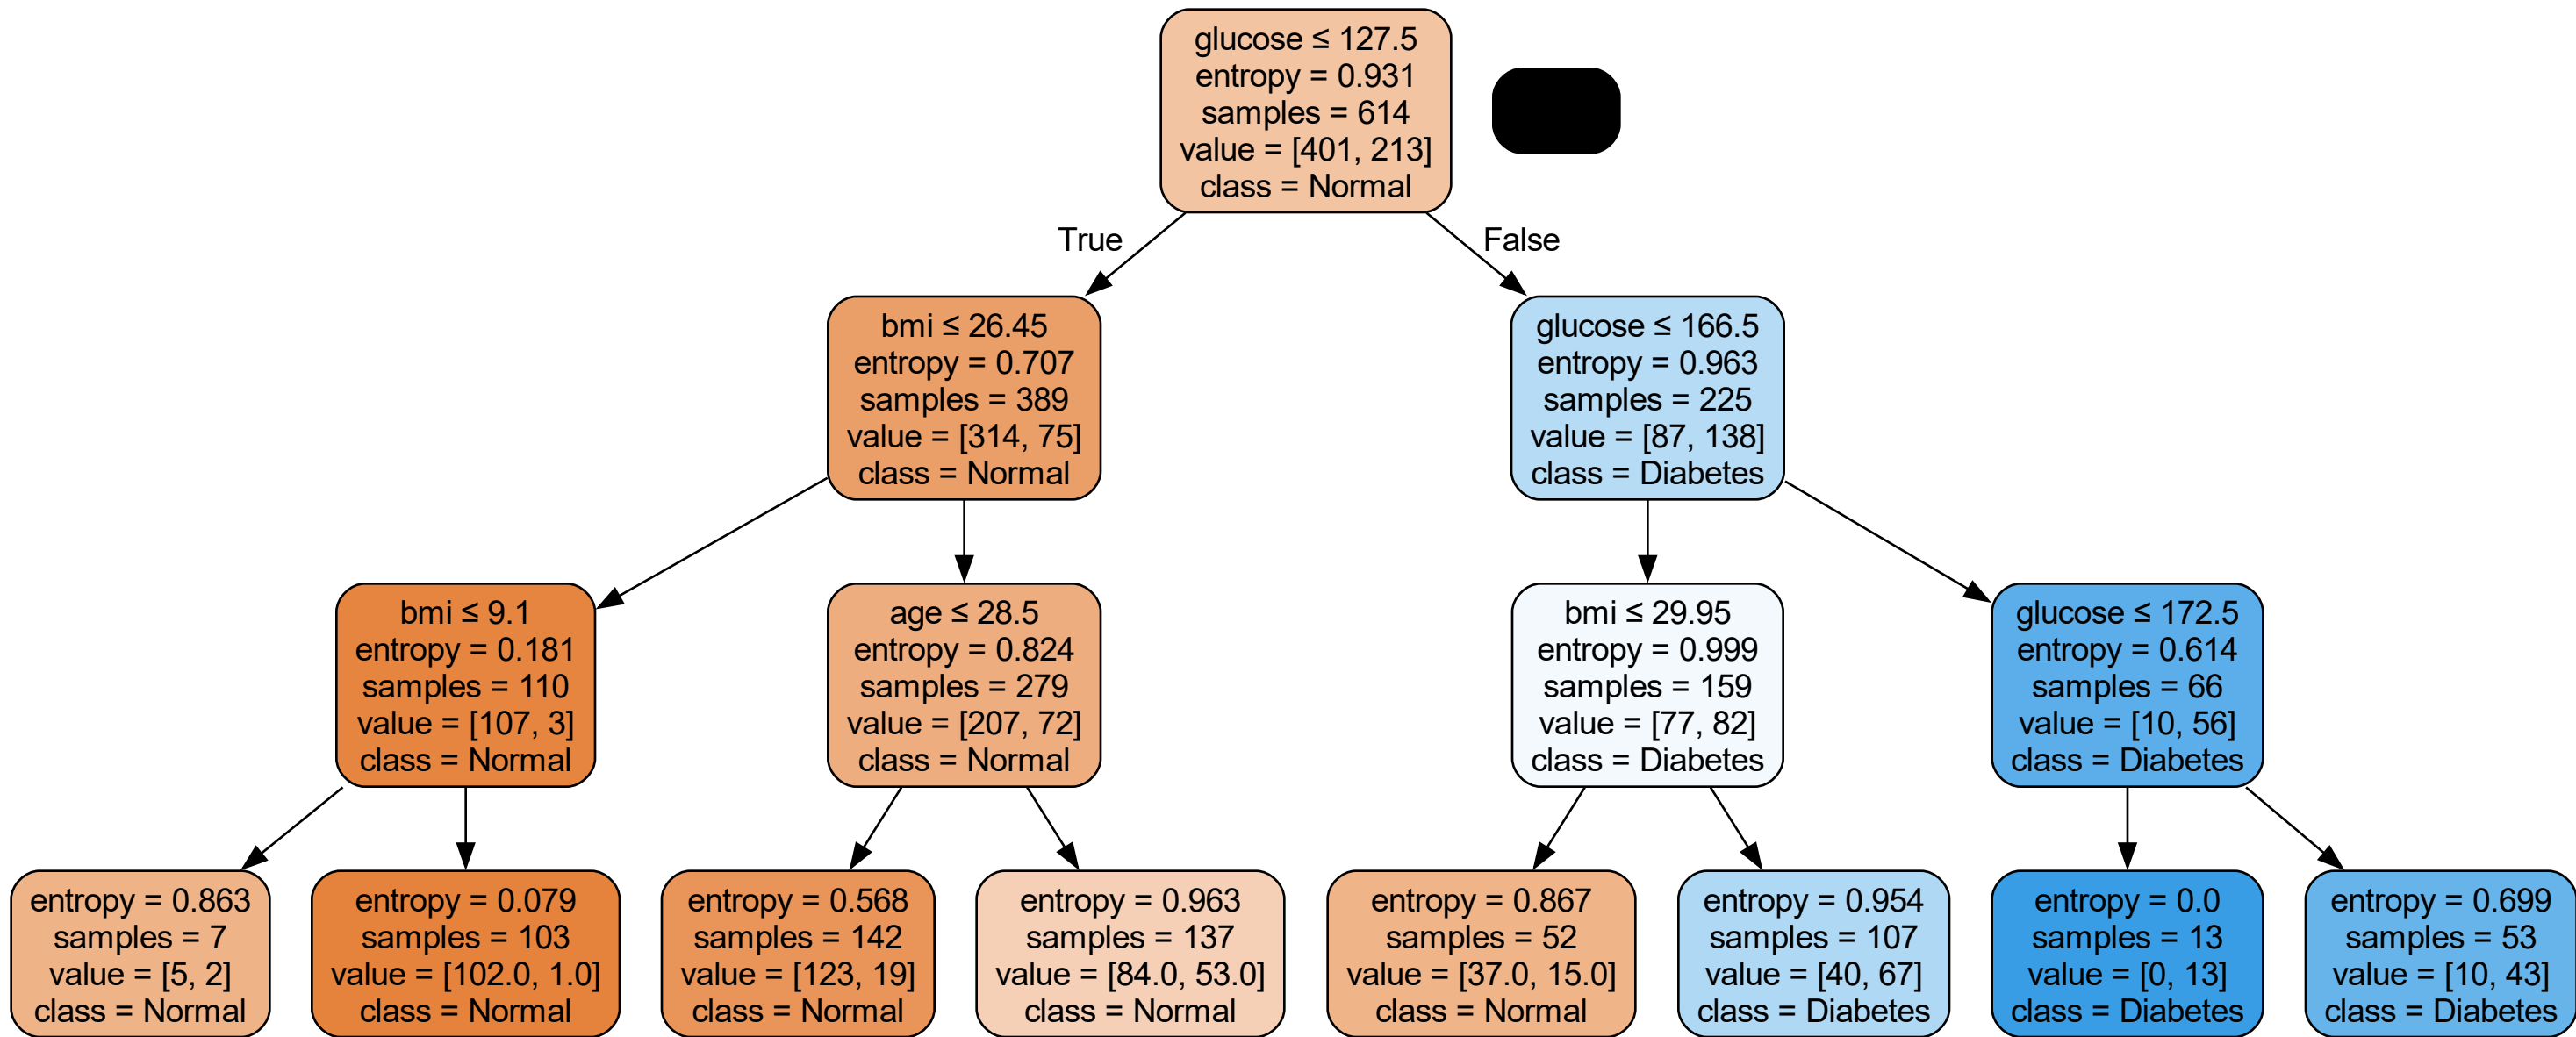 glucose ≤ 127.5
entropy = 0.931
samples = 614
value = [401, 213]
class = Normal
True
False
bmi ≤ 26.45
entropy = 0.707
samples = 389
value = [314, 75]
class = Normal
glucose ≤ 166.5
entropy = 0.963
samples = 225
value = [87, 138]
class = Diabetes
bmi ≤ 9.1
entropy = 0.181
samples = 110
value = [107, 3]
class = Normal
age ≤ 28.5
entropy = 0.824
samples = 279
value = [207, 72]
class = Normal
bmi ≤ 29.95
entropy = 0.999
samples = 159
value = [77, 82]
class = Diabetes
glucose ≤ 172.5
entropy = 0.614
samples = 66
value = [10, 56]
class = Diabetes
entropy = 0.863
samples = 7
value = [5, 2]
class = Normal
entropy = 0.079
samples = 103
value = [102.0, 1.0]
class = Normal
entropy = 0.568
samples = 142
value = [123, 19]
class = Normal
entropy = 0.963
samples = 137
value = [84.0, 53.0]
class = Normal
entropy = 0.867
samples = 52
value = [37.0, 15.0]
class = Normal
entropy = 0.954
samples = 107
value = [40, 67]
class = Diabetes
entropy = 0.0
samples = 13
value = [0, 13]
class = Diabetes
entropy = 0.699
samples = 53
value = [10, 43]
class = Diabetes